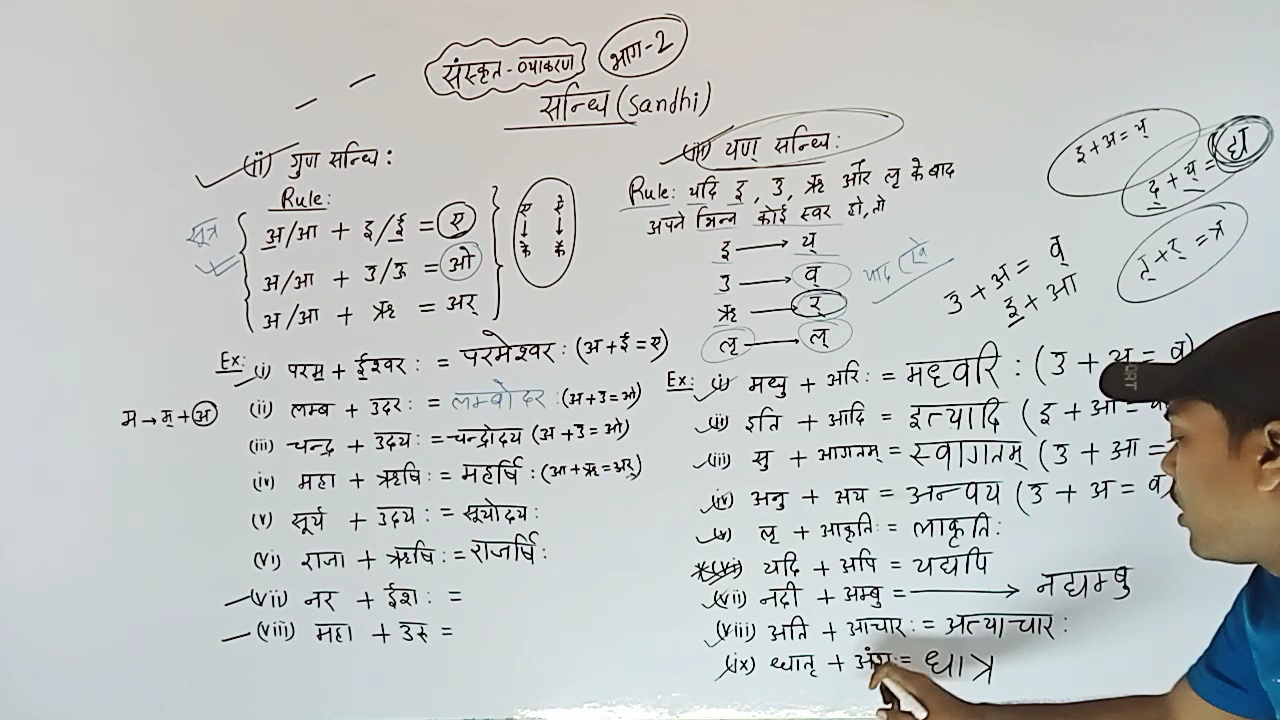 संस्कृत-व्याकरण भाग-2
सन्धि (Sandhi)
(ii) गुण सन्धि:
Rule:
सूत्र
अ/आ + इ/ई = ए
अ/आ + उ/ऊ = ओ
अ/आ + ऋ = अर्
ए ऐ
↓ ↓
के कै
Ex: (i) परम + ईश्वर: = परमेश्वर: (अ+ई=ए)
म → म् + अ
(ii) लम्ब + उदर: = लम्बोदर: (अ+उ=ओ)
(iii) चन्द्र + उदय: = चन्द्रोदय (अ+उ=ओ)
(iv) महा + ऋषि: = महर्षि: (आ+ऋ=अर्)
(v) सूर्य + उदय: = सूर्योदय:
(vi) राजा + ऋषि: = राजर्षि:
(vii) नर + ईश: =
(viii) महा + उरु =
(iii) यण् सन्धि:
Rule: यदि इ, उ, ऋ और लृ के बाद
अपने भिन्न कोई स्वर हो, तो
इ → य्
उ → व्
ऋ → र्
लृ → ल्
याद रखें
इ + अ = य्
द् + य् = द्य
त् + र् = त्र
उ + अ = व्
इ + आ
Ex: (i) मधु + अरि: = मध्वरि: (उ + अ = व्)
(ii) इति + आदि = इत्यादि (इ + आ =
(iii) सु + आगतम् = स्वागतम् (उ + आ =
(iv) अनु + अय = अन्वय (उ + अ = व्
(v) लृ + आकृति: = लाकृति:
(vi) यदि + अपि = यद्यपि
(vii) नदी + अम्बु = → नद्यम्बु
(viii) अति + आचार: = अत्याचार:
(ix) धातृ + = धात्र